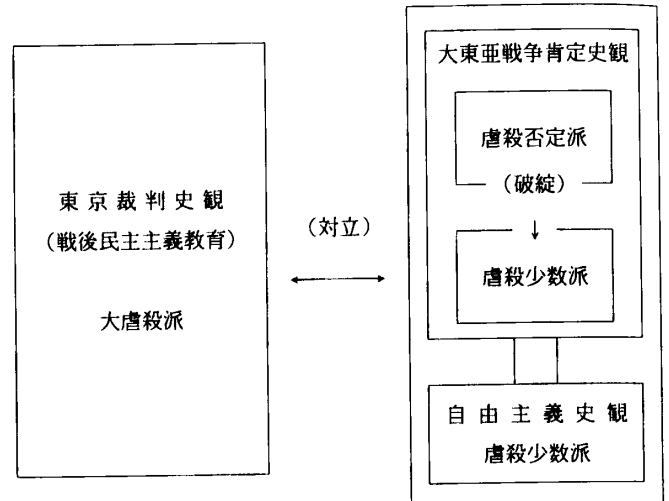 東京裁判史観
(戦後民主主義教育)
大虐殺派
(対立)
大東亜戦争肯定史観
虐殺否定派
(破綻)
虐殺少数派
自由主義史観
虐殺少数派